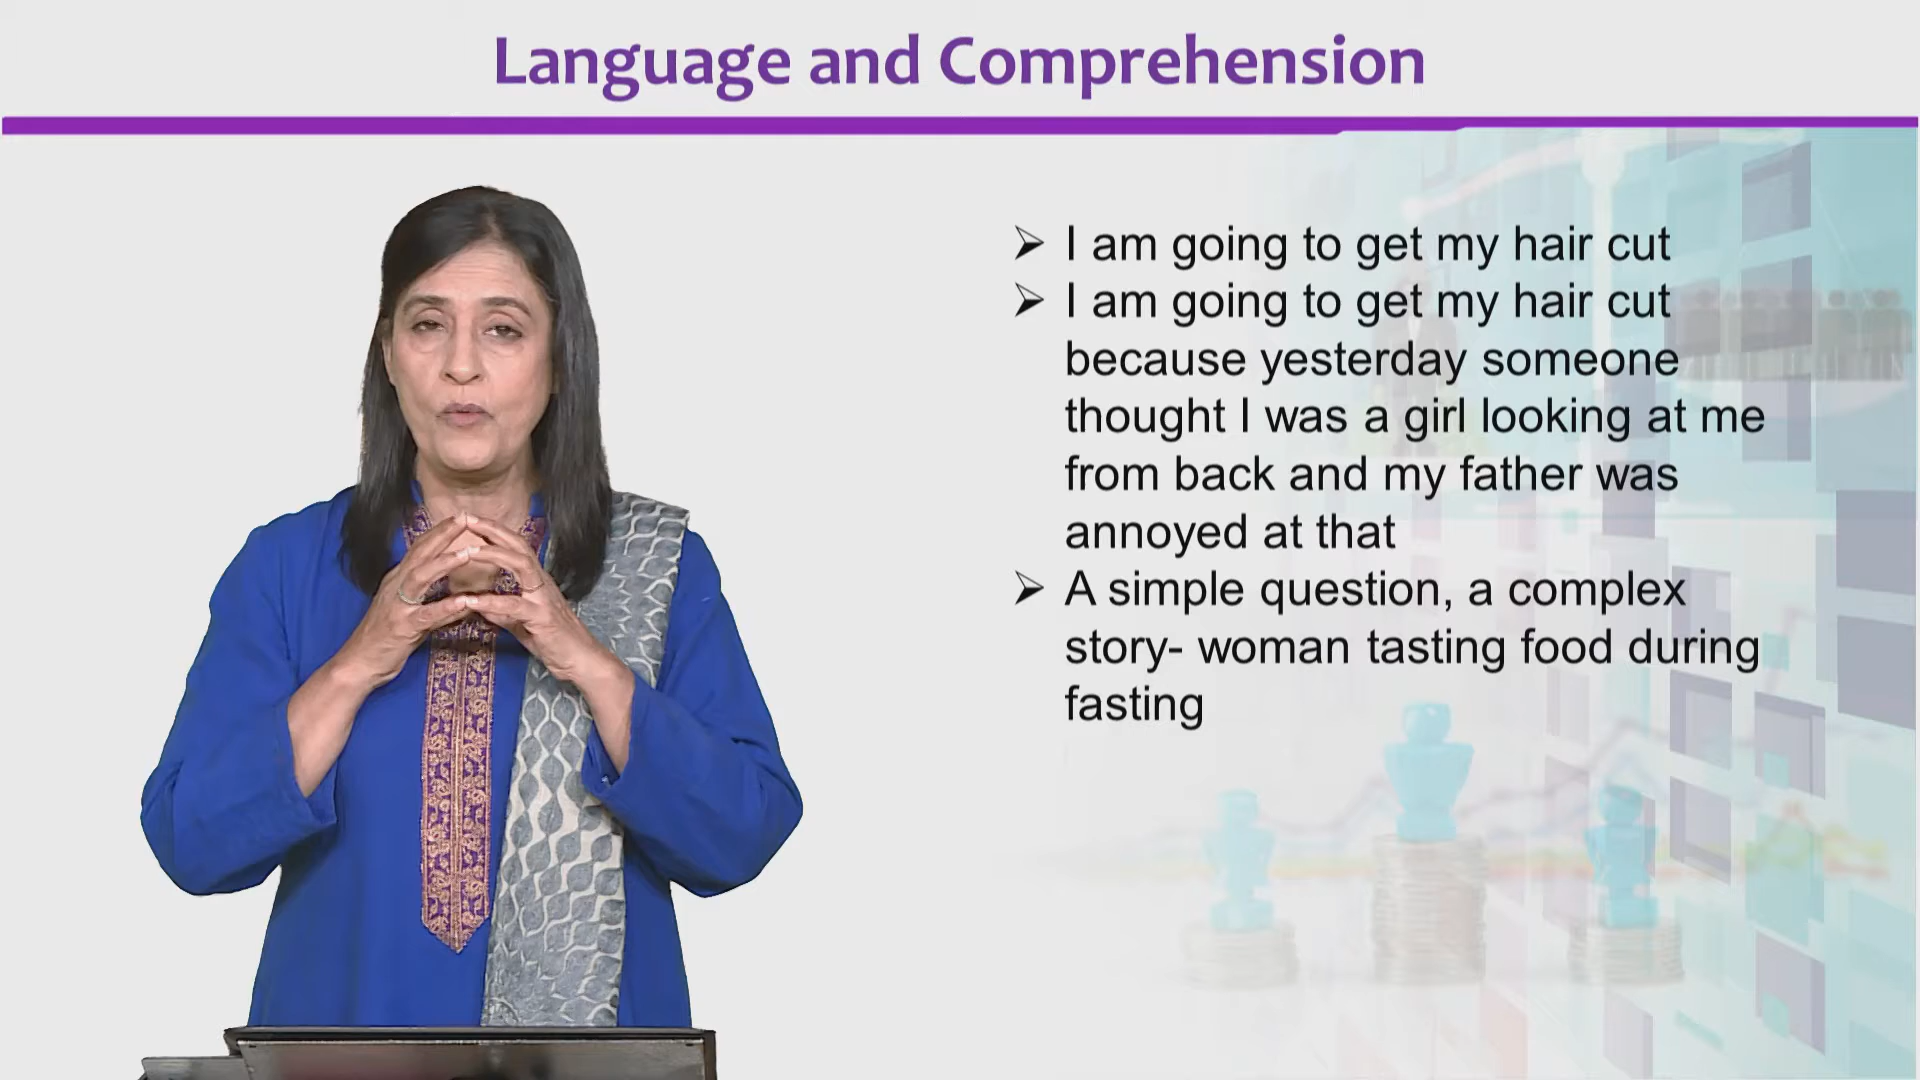 Language and Comprehension
➢ I am going to get my hair cut
➢ I am going to get my hair cut
because yesterday someone
thought I was a girl looking at me
from back and my father was
annoyed at that
➢ A simple question, a complex
story- woman tasting food during
fasting